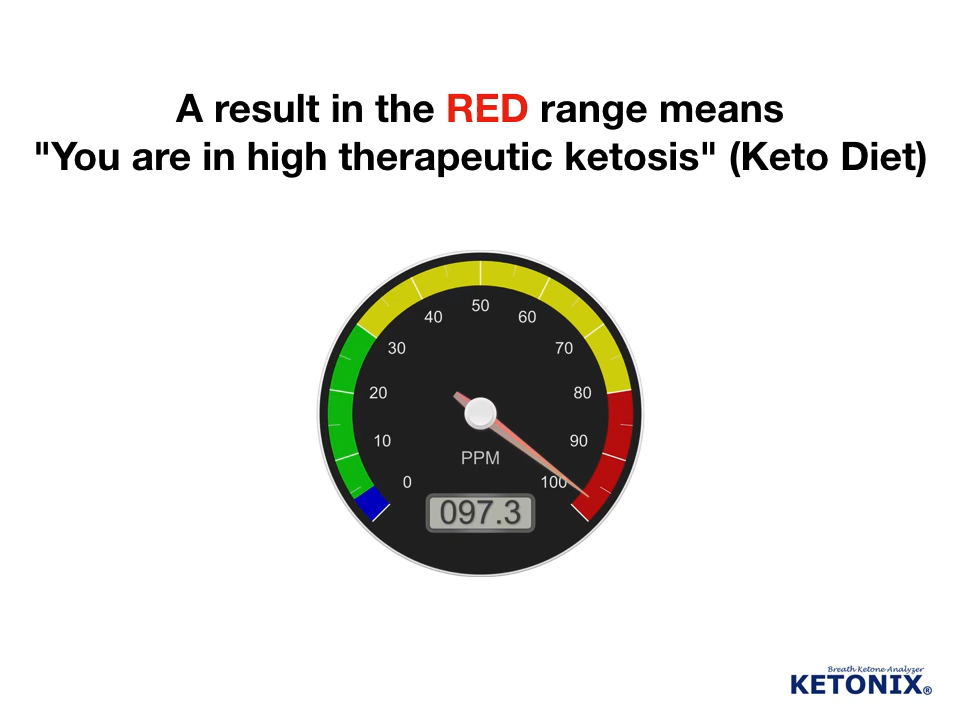 A result in the RED range means
"You are in high therapeutic ketosis" (Keto Diet)
50
40
60
30
70
20
80
10
90
PPM
0
100
097.3
Breath Ketone Analyzer
KETONIX®